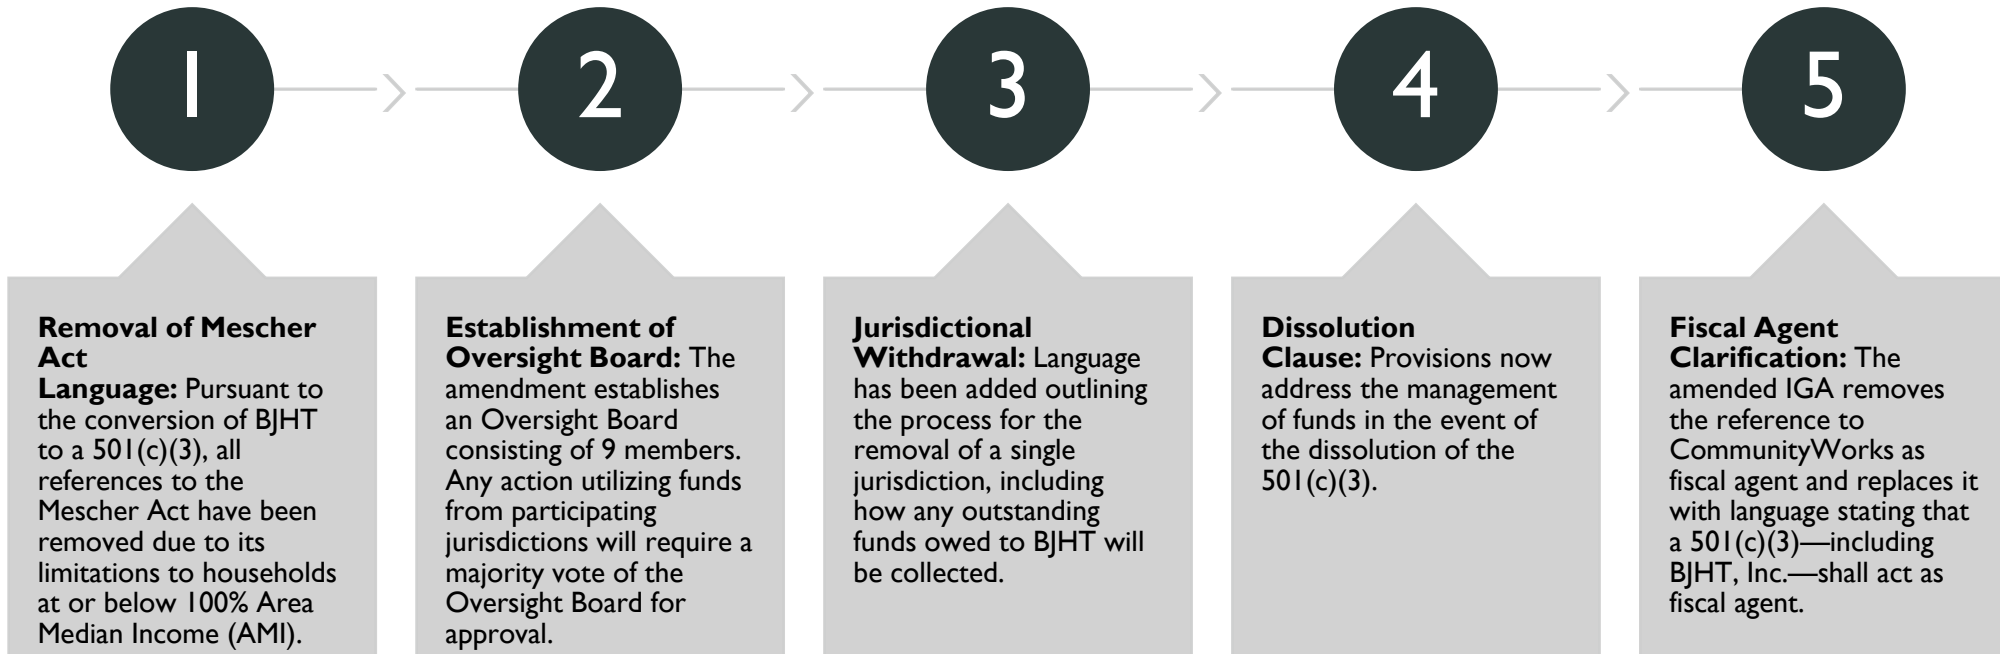 1
2
3
4
5
Removal of Mescher
Act
Language: Pursuant to
the conversion of BJHT
to a 501(c)(3), all
references to the
Mescher Act have been
removed due to its
limitations to households
at or below 100% Area
Median Income (AMI).
Establishment of
Oversight Board: The
amendment establishes
an Oversight Board
consisting of 9 members.
Any action utilizing funds
from participating
jurisdictions will require a
majority vote of the
Oversight Board for
approval.
Jurisdictional
Withdrawal: Language
has been added outlining
the process for the
removal of a single
jurisdiction, including
how any outstanding
funds owed to BJHT will
be collected.
Dissolution
Clause: Provisions now
address the management
of funds in the event of
the dissolution of the
501(c)(3).
Fiscal Agent
Clarification: The
amended IGA removes
the reference to
CommunityWorks as
fiscal agent and replaces it
with language stating that
a 501(c)(3)—including
BJHT, Inc.—shall act as
fiscal agent.